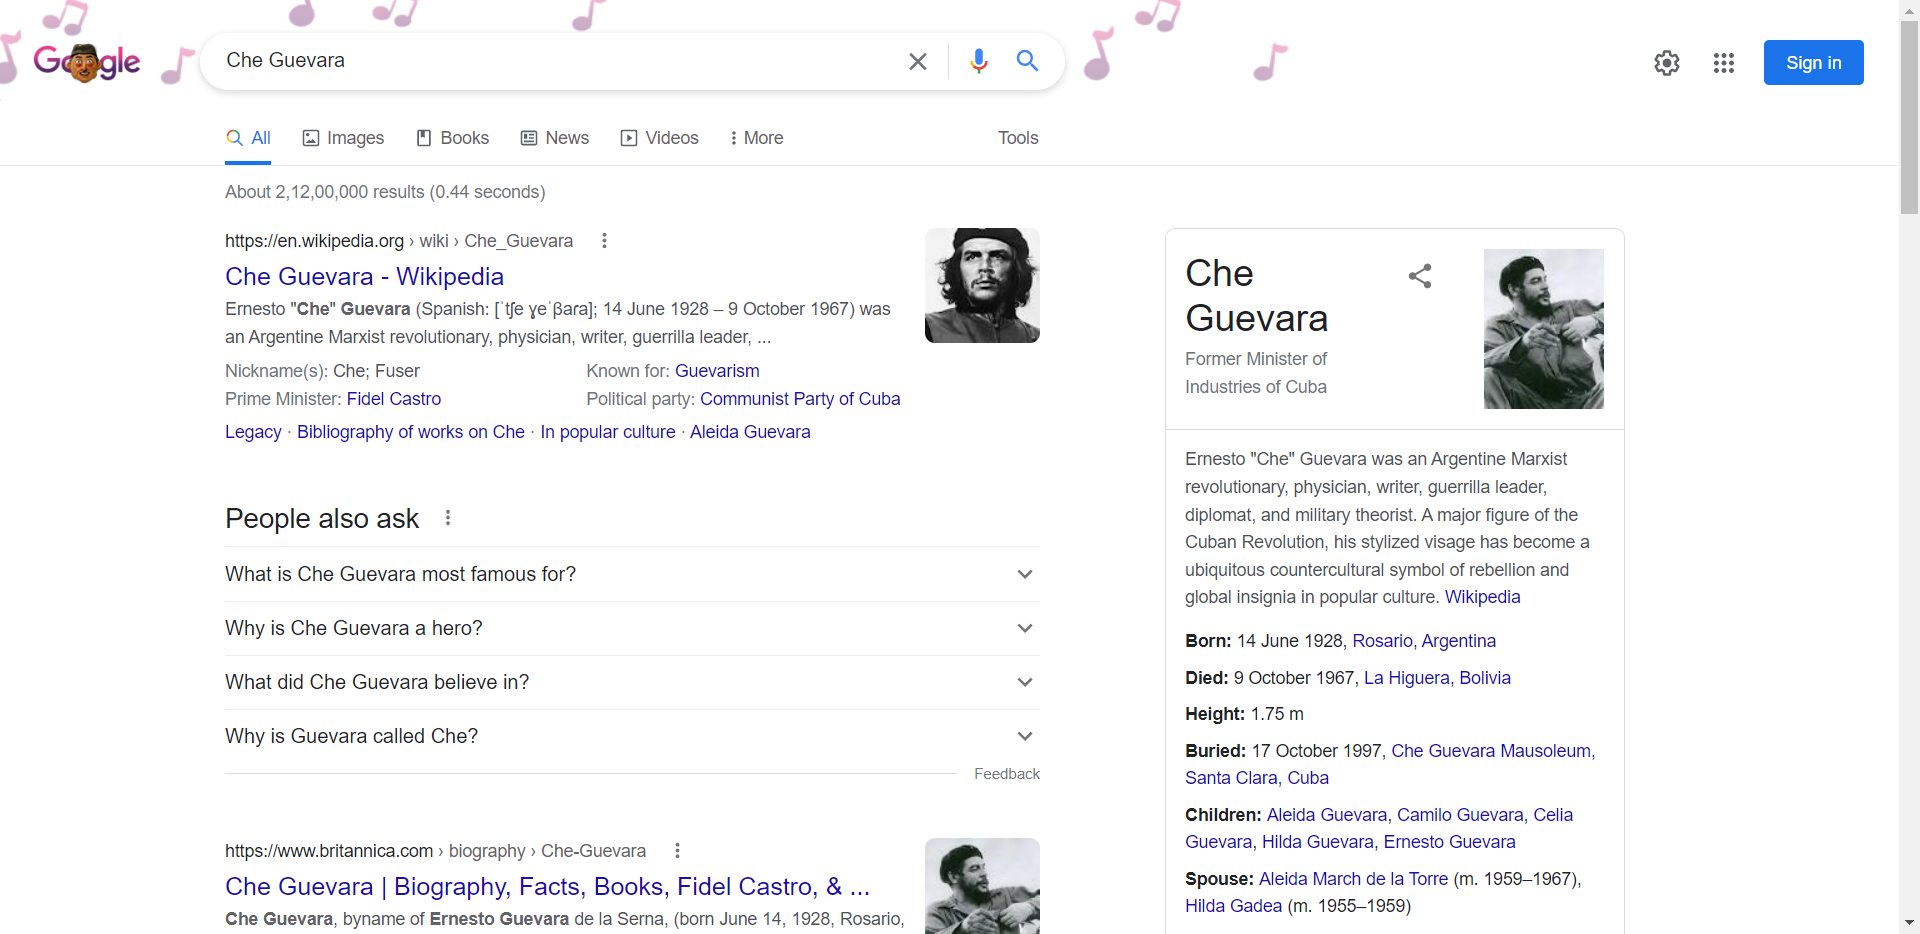 Google
Che Guevara
Sign in
All
Images
Books
News
Videos
More
Tools
About 2,12,00,000 results (0.44 seconds)
https://en.wikipedia.org › wiki › Che_Guevara
Che Guevara - Wikipedia
Ernesto "Che" Guevara (Spanish: [ˈtʃe ɣeˈβaɾa]; 14 June 1928 – 9 October 1967) was
an Argentine Marxist revolutionary, physician, writer, guerrilla leader, ...
Nickname(s): Che; Fuser
Known for: Guevarism
Prime Minister: Fidel Castro
Political party: Communist Party of Cuba
Legacy · Bibliography of works on Che · In popular culture · Aleida Guevara
People also ask
What is Che Guevara most famous for?
Why is Che Guevara a hero?
What did Che Guevara believe in?
Why is Guevara called Che?
Feedback
https://www.britannica.com › biography › Che-Guevara
Che Guevara | Biography, Facts, Books, Fidel Castro, & ...
Che Guevara, byname of Ernesto Guevara de la Serna, (born June 14, 1928, Rosario,
Che
Guevara
Former Minister of
Industries of Cuba
Ernesto "Che" Guevara was an Argentine Marxist
revolutionary, physician, writer, guerrilla leader,
diplomat, and military theorist. A major figure of the
Cuban Revolution, his stylized visage has become a
ubiquitous countercultural symbol of rebellion and
global insignia in popular culture. Wikipedia
Born: 14 June 1928, Rosario, Argentina
Died: 9 October 1967, La Higuera, Bolivia
Height: 1.75 m
Buried: 17 October 1997, Che Guevara Mausoleum,
Santa Clara, Cuba
Children: Aleida Guevara, Camilo Guevara, Celia
Guevara, Hilda Guevara, Ernesto Guevara
Spouse: Aleida March de la Torre (m. 1959–1967),
Hilda Gadea (m. 1955–1959)